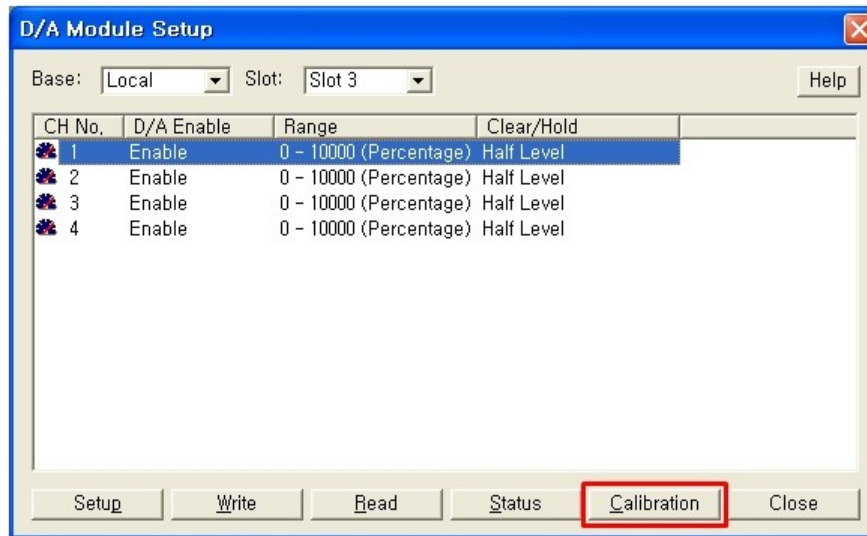 D/A Module Setup
Base: Local Slot: Slot 3 Help
CH No, D/A Enable Range Clear/Hold
1 Enable 0 - 10000 (Percentage) Half Level
2 Enable 0 - 10000 (Percentage) Half Level
3 Enable 0 - 10000 (Percentage) Half Level
4 Enable 0 - 10000 (Percentage) Half Level
Setup Write Read Status Calibration Close